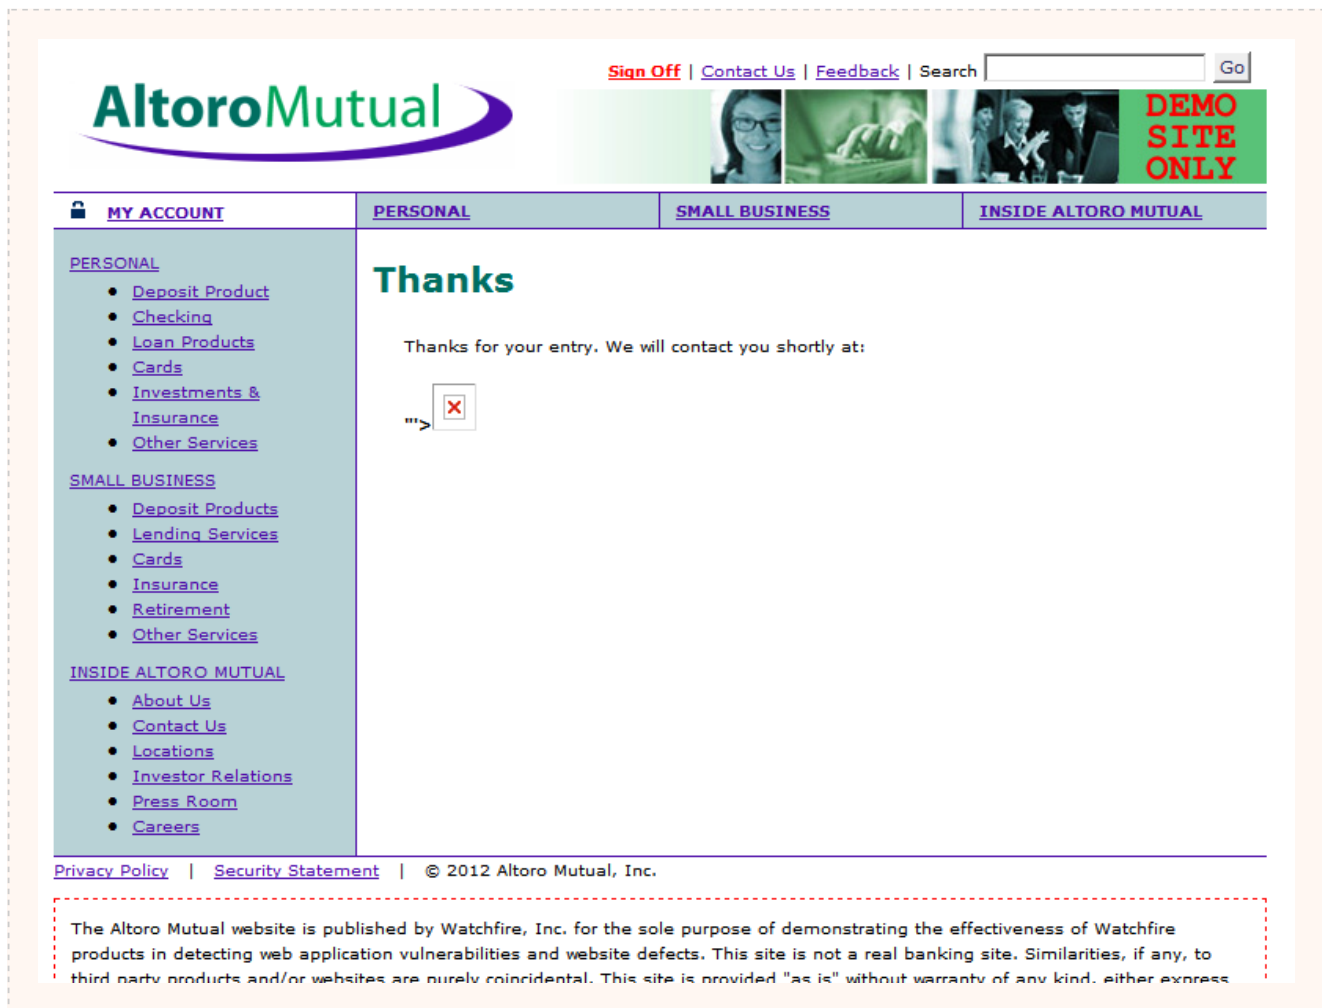 Sign Off | Contact Us | Feedback | Search Go
AltoroMutual
DEMO
SITE
ONLY
MY ACCOUNT PERSONAL SMALL BUSINESS INSIDE ALTORO MUTUAL
PERSONAL
Deposit Product
Checking
Loan Products
Cards
Investments &
Insurance
Other Services
SMALL BUSINESS
Deposit Products
Lending Services
Cards
Insurance
Retirement
Other Services
INSIDE ALTORO MUTUAL
About Us
Contact Us
Locations
Investor Relations
Press Room
Careers
Thanks
Thanks for your entry. We will contact you shortly at:
"'>
Privacy Policy | Security Statement | © 2012 Altoro Mutual, Inc.
The Altoro Mutual website is published by Watchfire, Inc. for the sole purpose of demonstrating the effectiveness of Watchfire
products in detecting web application vulnerabilities and website defects. This site is not a real banking site. Similarities, if any, to
third party products and/or websites are purely coincidental. This site is provided "as is" without warranty of any kind, either express